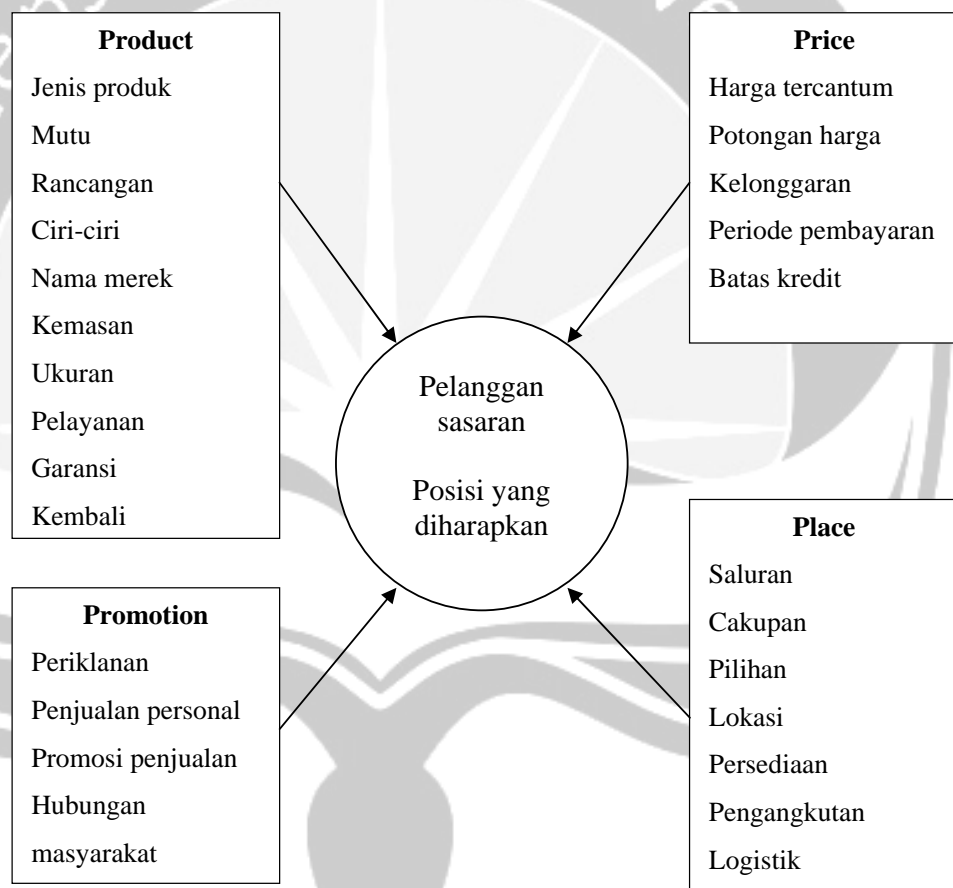 Product
Jenis produk
Mutu
Rancangan
Ciri-ciri
Nama merek
Kemasan
Ukuran
Pelayanan
Garansi
Kembali
Price
Harga tercantum
Potongan harga
Kelonggaran
Periode pembayaran
Batas kredit
Pelanggan
sasaran
Posisi yang
diharapkan
Promotion
Periklanan
Penjualan personal
Promosi penjualan
Hubungan
masyarakat
Place
Saluran
Cakupan
Pilihan
Lokasi
Persediaan
Pengangkutan
Logistik